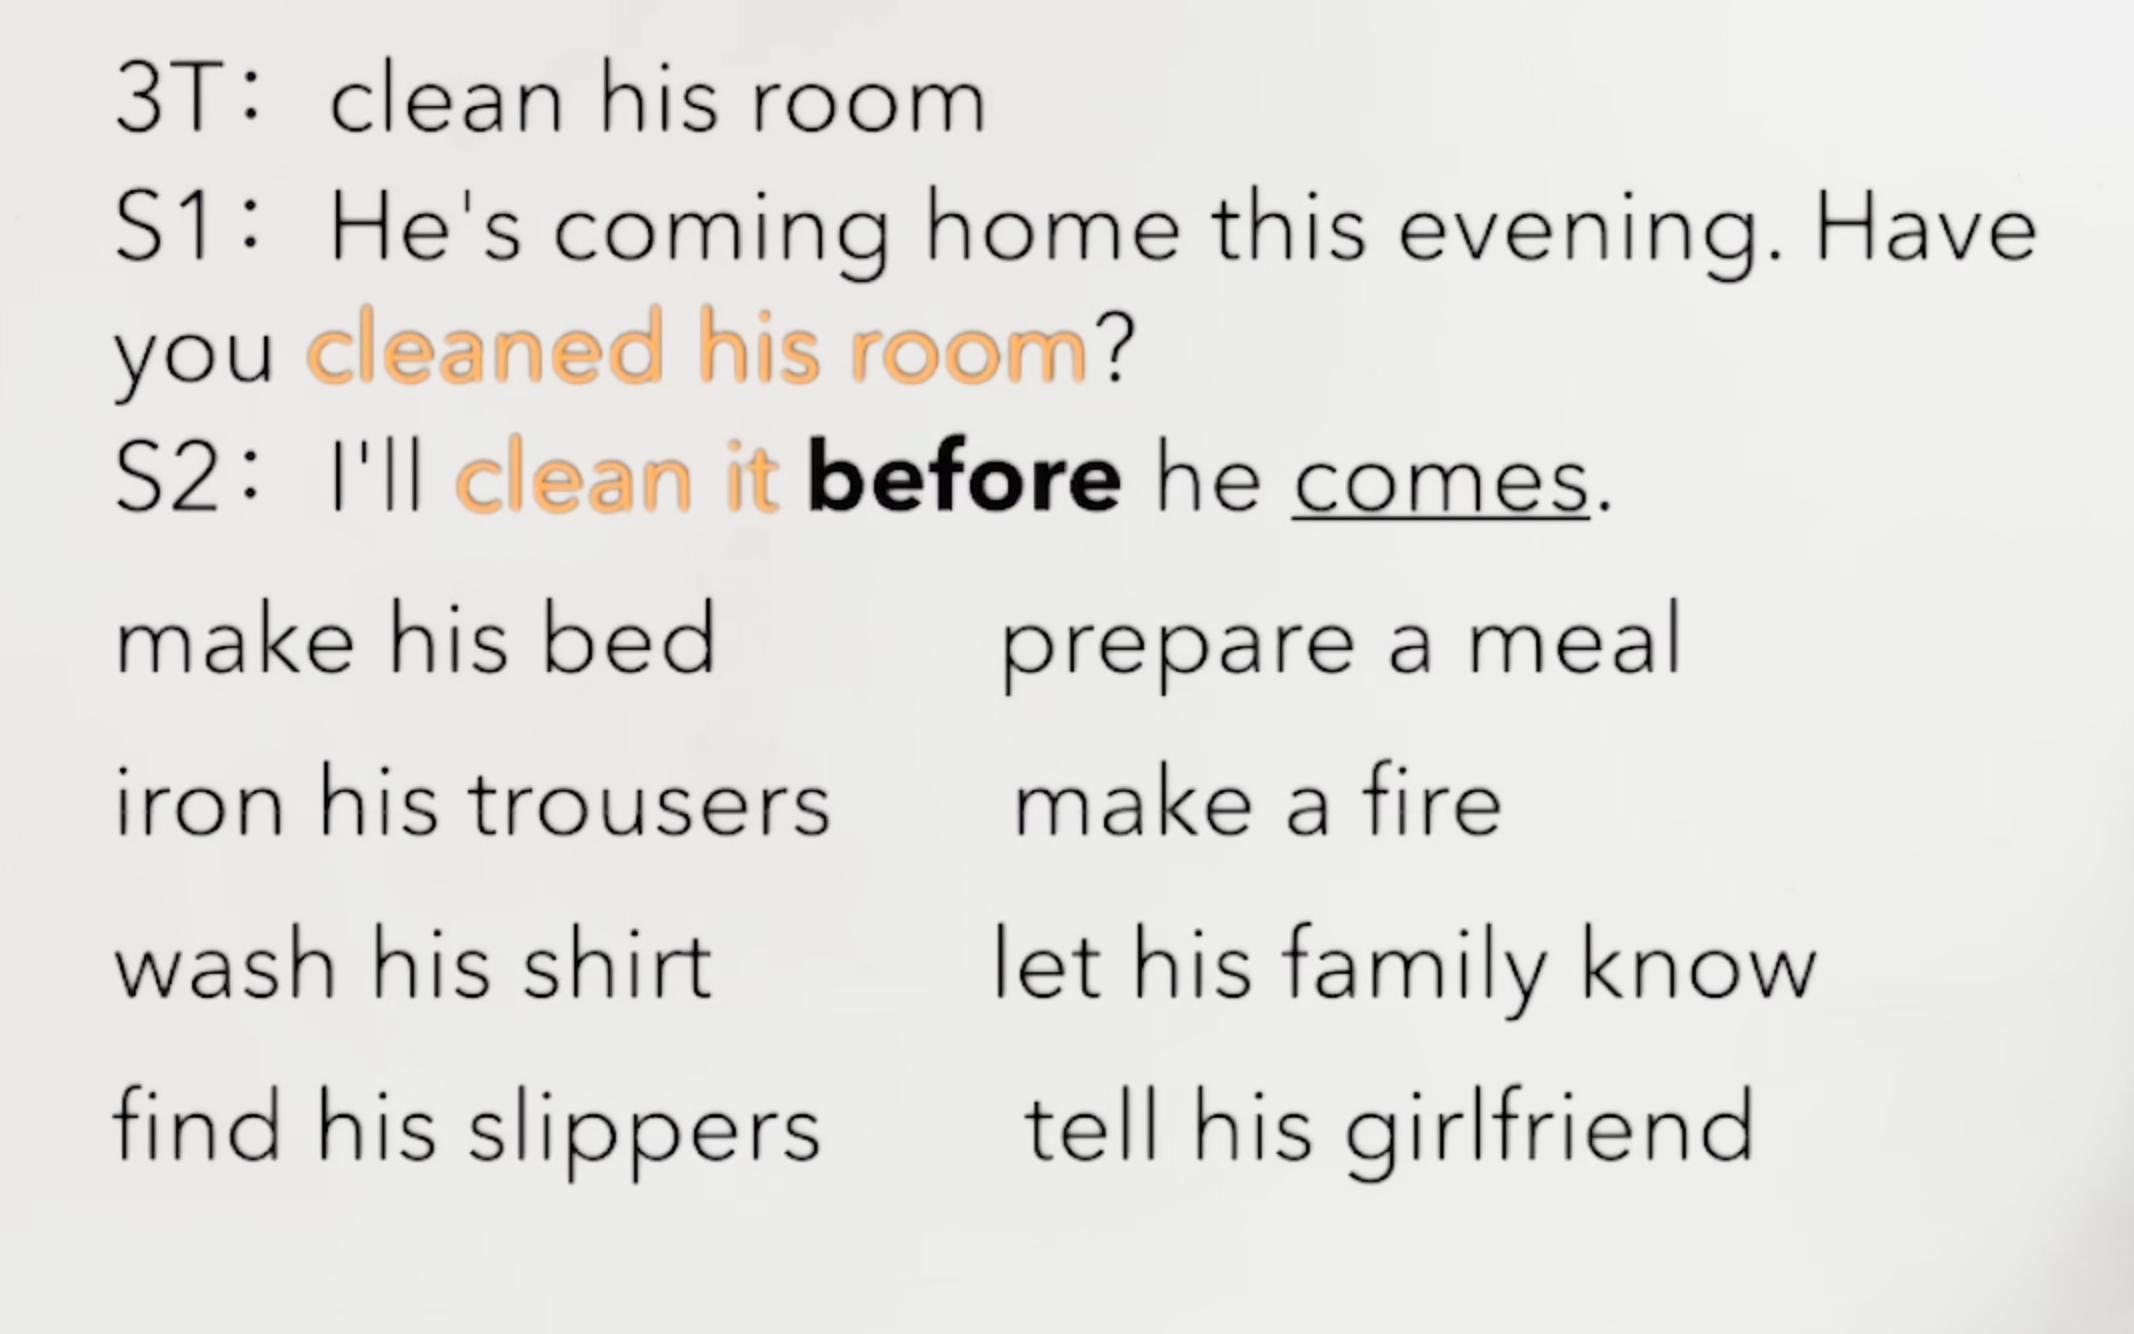 3T： clean his room
S1： He's coming home this evening. Have
you cleaned his room?
S2： I'll clean it before he comes.
make his bed prepare a meal
iron his trousers make a fire
wash his shirt let his family know
find his slippers tell his girlfriend